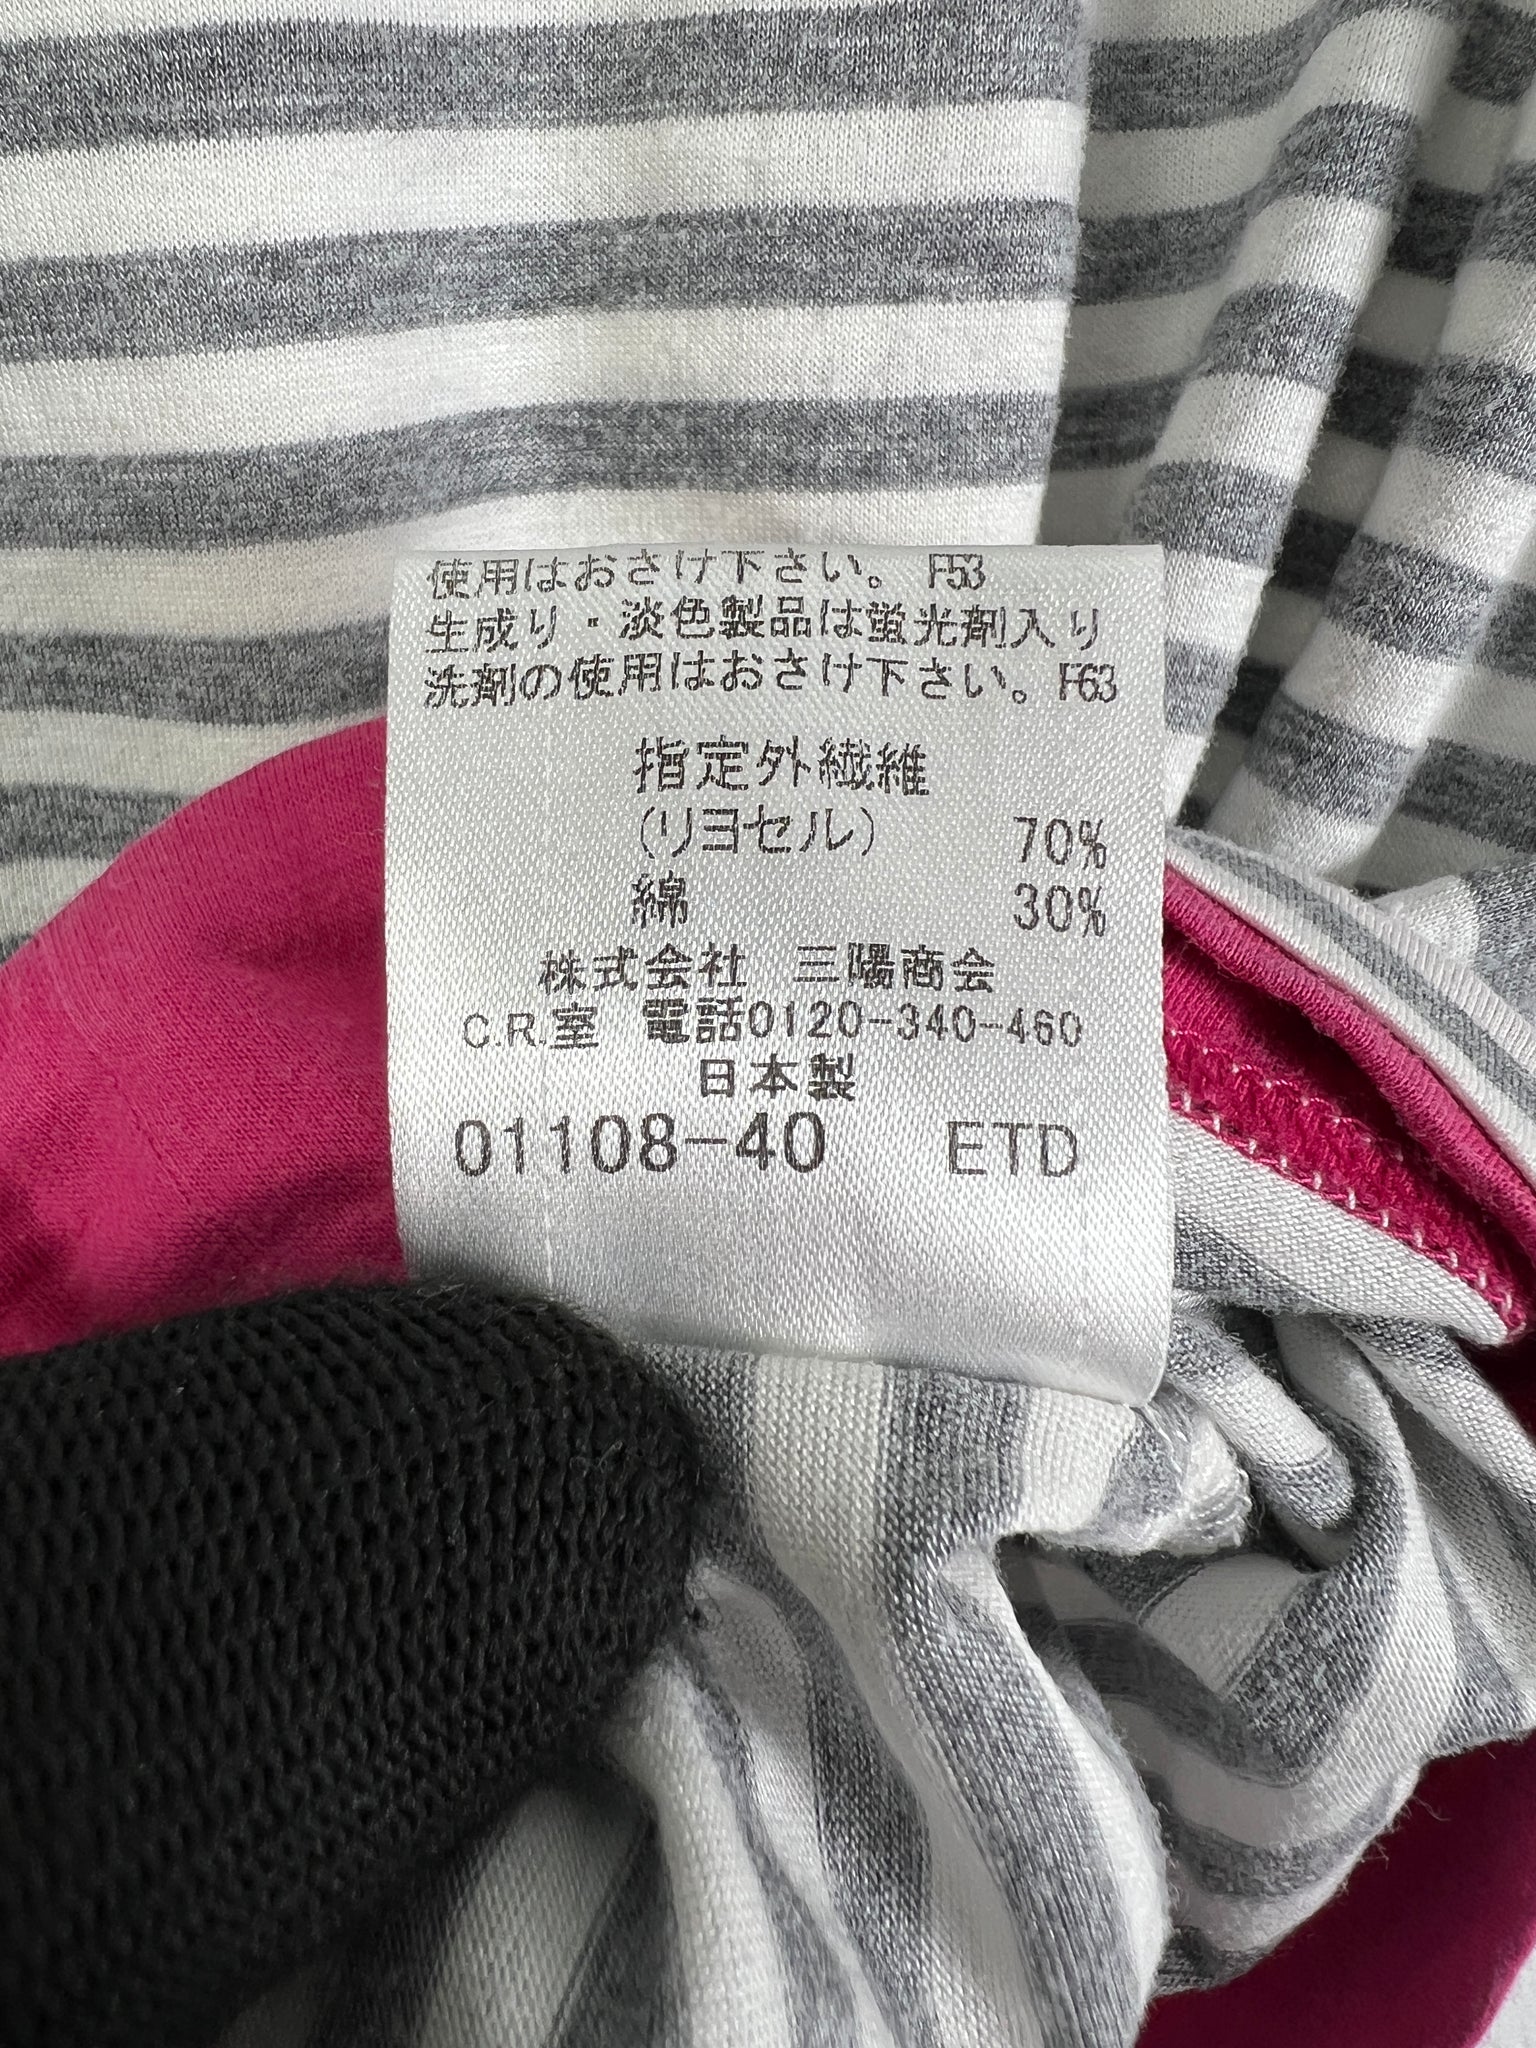 使用はおさけ下さい。 F53
生成り・淡色製品は蛍光剤入り
洗剤の使用はおさけ下さい。F63
指定外繊維
(リヨセル) 70%
綿 30%
株式会社 三陽商会
C.R.室 電話0120-340-460
日本製
01108-40 ETD